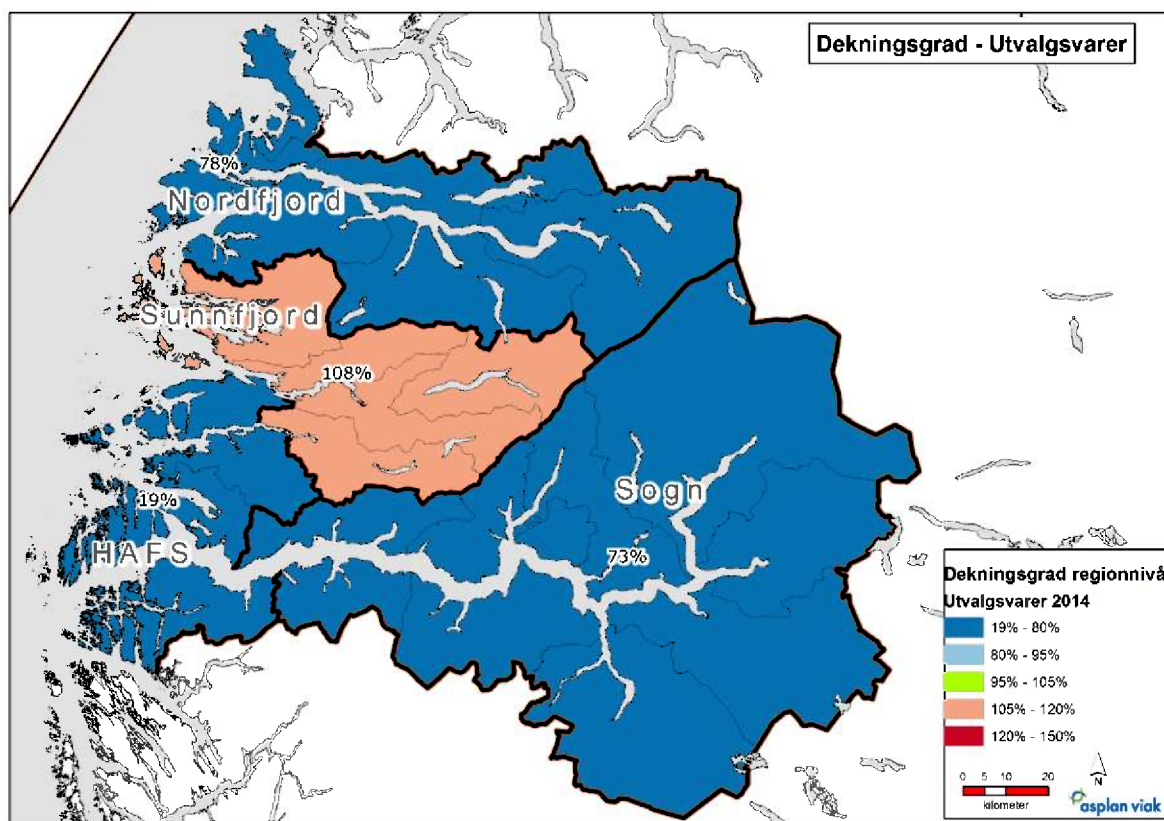 Dekningsgrad - Utvalgsvarer
78%
Nordfjord
Sunnfjord
108%
19%
HAFS
Sogn
73%
Dekningsgrad regionnivå
Utvalgsvarer 2014
19% - 80%
80% - 95%
95% - 105%
105% - 120%
120% - 150%
0 5 10 20
kilometer
N
asplan viak